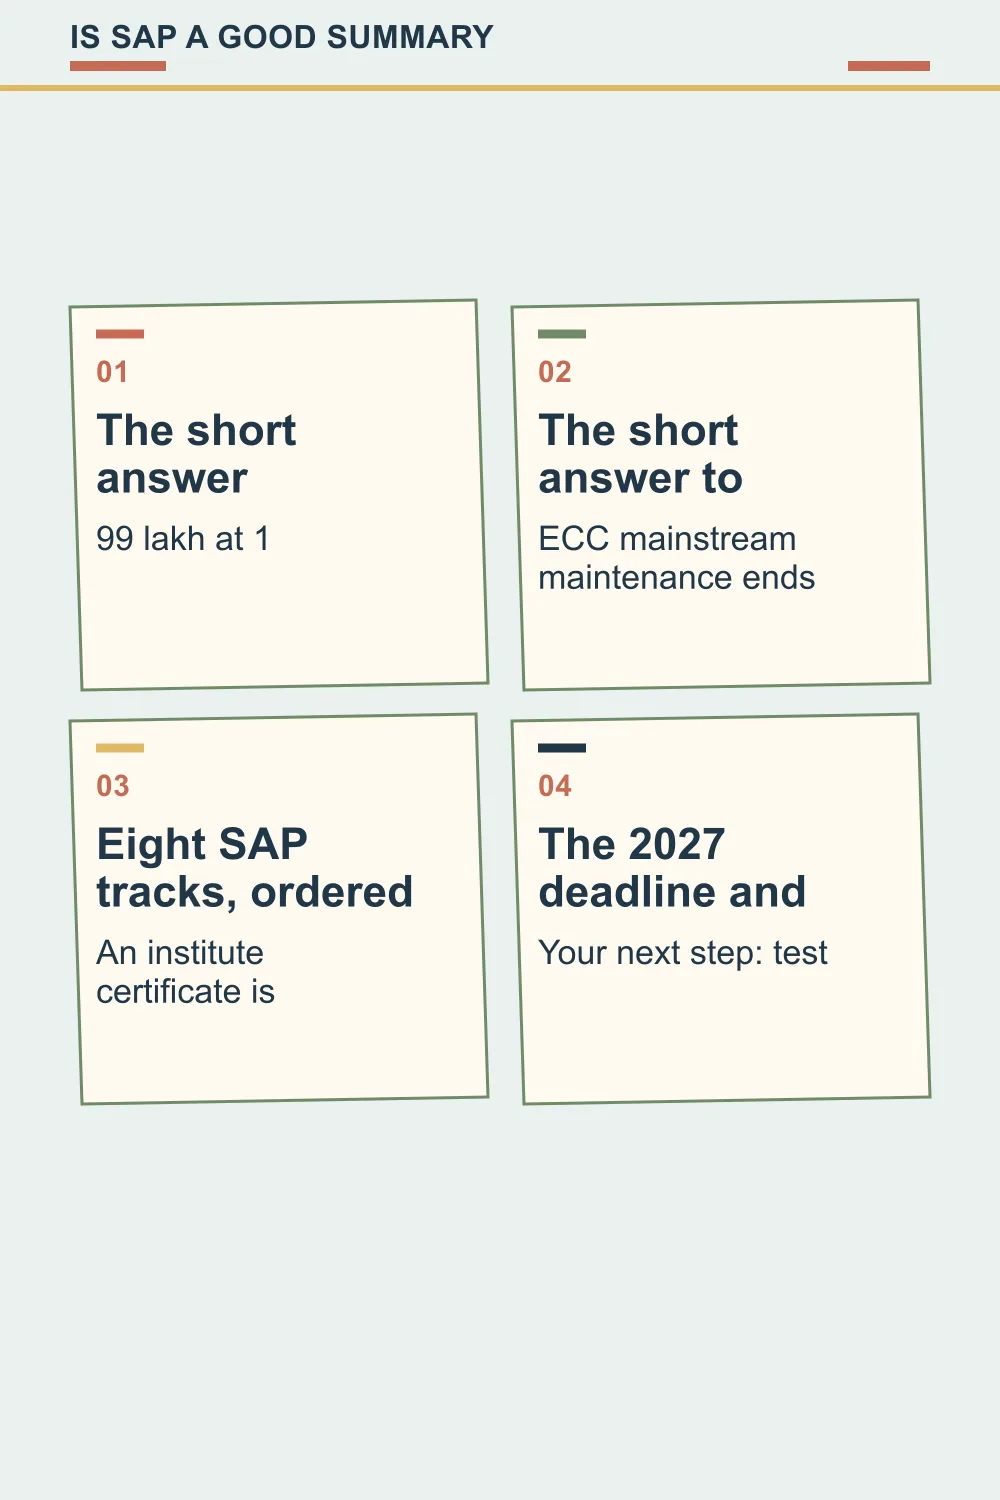 IS SAP A GOOD SUMMARY
01
The short
answer
99 lakh at 1
02
The short
answer to
ECC mainstream
maintenance ends
03
Eight SAP
tracks, ordered
An institute
certificate is
04
The 2027
deadline and
Your next step: test